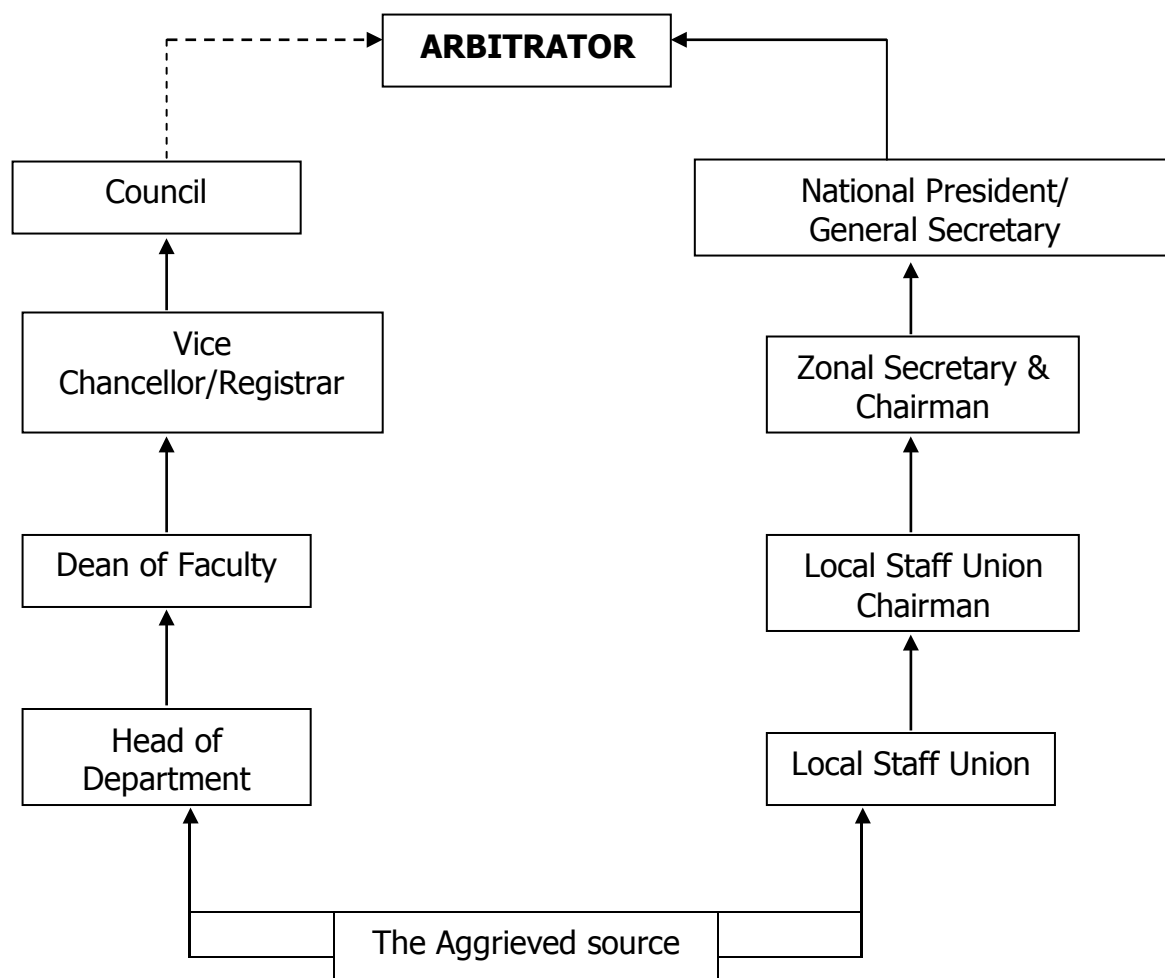 ARBITRATOR
Council
National President/
General Secretary
Vice
Chancellor/Registrar
Zonal Secretary &
Chairman
Dean of Faculty
Local Staff Union
Chairman
Head of
Department
Local Staff Union
The Aggrieved source